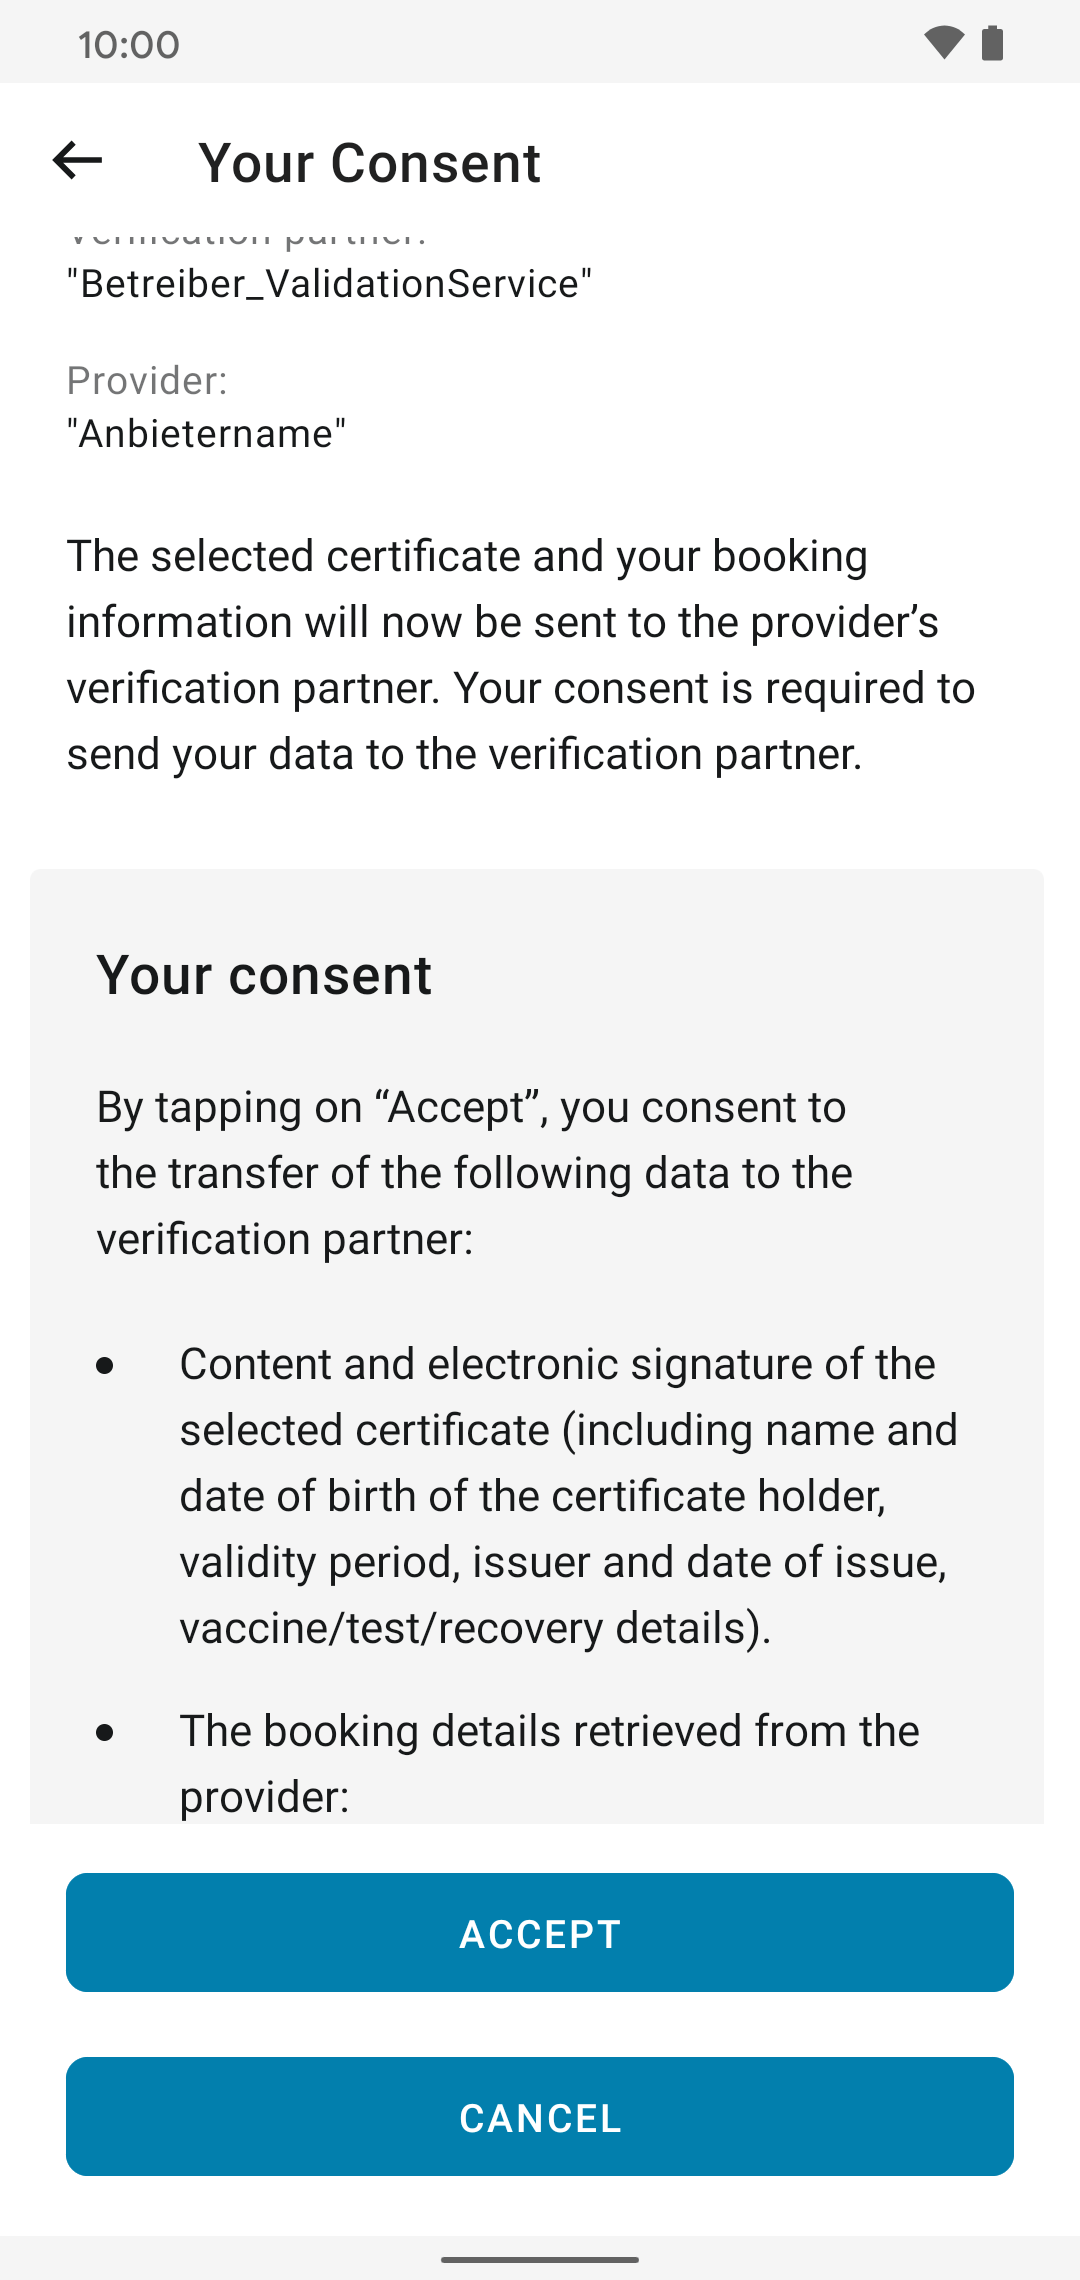 10:00
Your Consent
Verification partner:
"Betreiber_ValidationService"
Provider:
"Anbietername"
The selected certificate and your booking
information will now be sent to the provider’s
verification partner. Your consent is required to
send your data to the verification partner.
Your consent
By tapping on “Accept”, you consent to
the transfer of the following data to the
verification partner:
• Content and electronic signature of the
selected certificate (including name and
date of birth of the certificate holder,
validity period, issuer and date of issue,
vaccine/test/recovery details).
• The booking details retrieved from the
provider:
ACCEPT
CANCEL